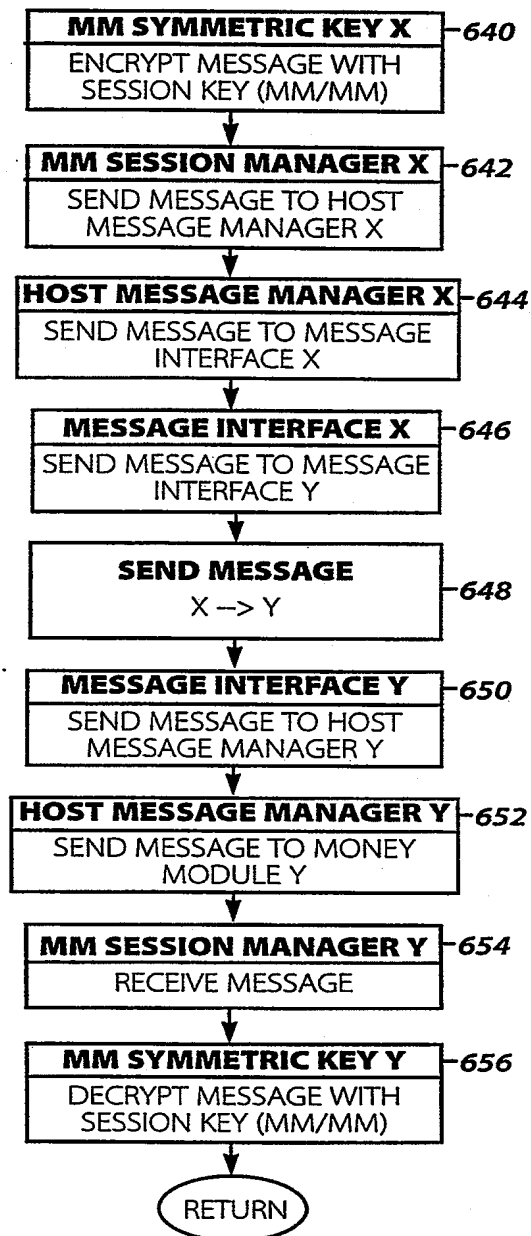 MM SYMMETRIC KEY X 640
ENCRYPT MESSAGE WITH
SESSION KEY (MM/MM)
MM SESSION MANAGER X 642
SEND MESSAGE TO HOST
MESSAGE MANAGER X
HOST MESSAGE MANAGER X 644
SEND MESSAGE TO MESSAGE
INTERFACE X
MESSAGE INTERFACE X 646
SEND MESSAGE TO MESSAGE
INTERFACE Y
SEND MESSAGE
X --> Y 648
MESSAGE INTERFACE Y 650
SEND MESSAGE TO HOST
MESSAGE MANAGER Y
HOST MESSAGE MANAGER Y 652
SEND MESSAGE TO MONEY
MODULE Y
MM SESSION MANAGER Y 654
RECEIVE MESSAGE
MM SYMMETRIC KEY Y 656
DECRYPT MESSAGE WITH
SESSION KEY (MM/MM)
RETURN